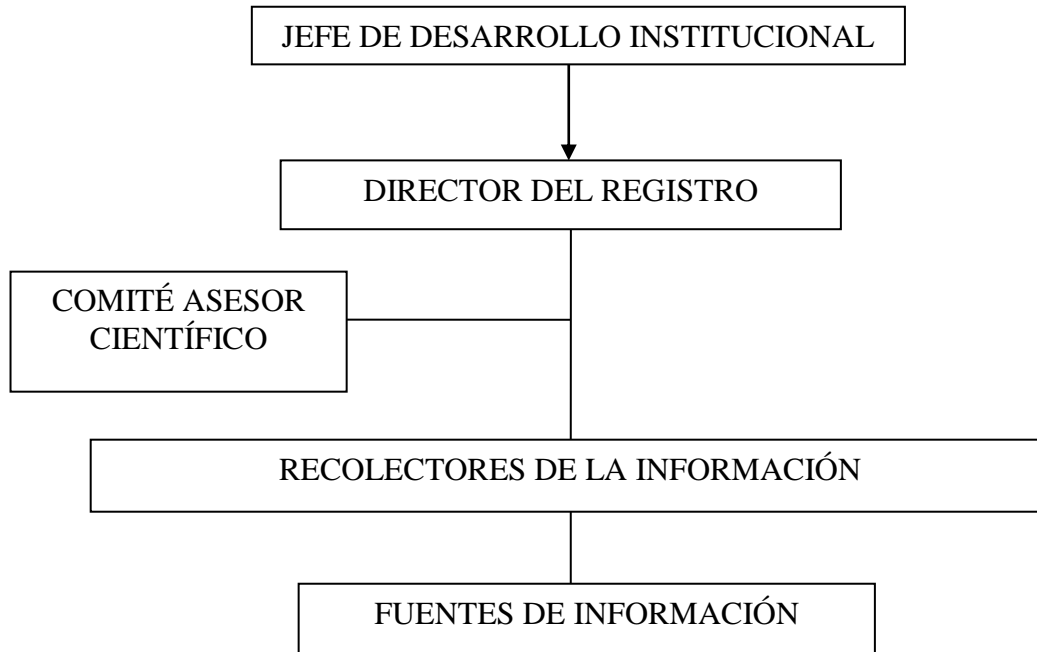 JEFE DE DESARROLLO INSTITUCIONAL
DIRECTOR DEL REGISTRO
COMITÉ ASESOR
CIENTÍFICO
RECOLECTORES DE LA INFORMACIÓN
FUENTES DE INFORMACIÓN